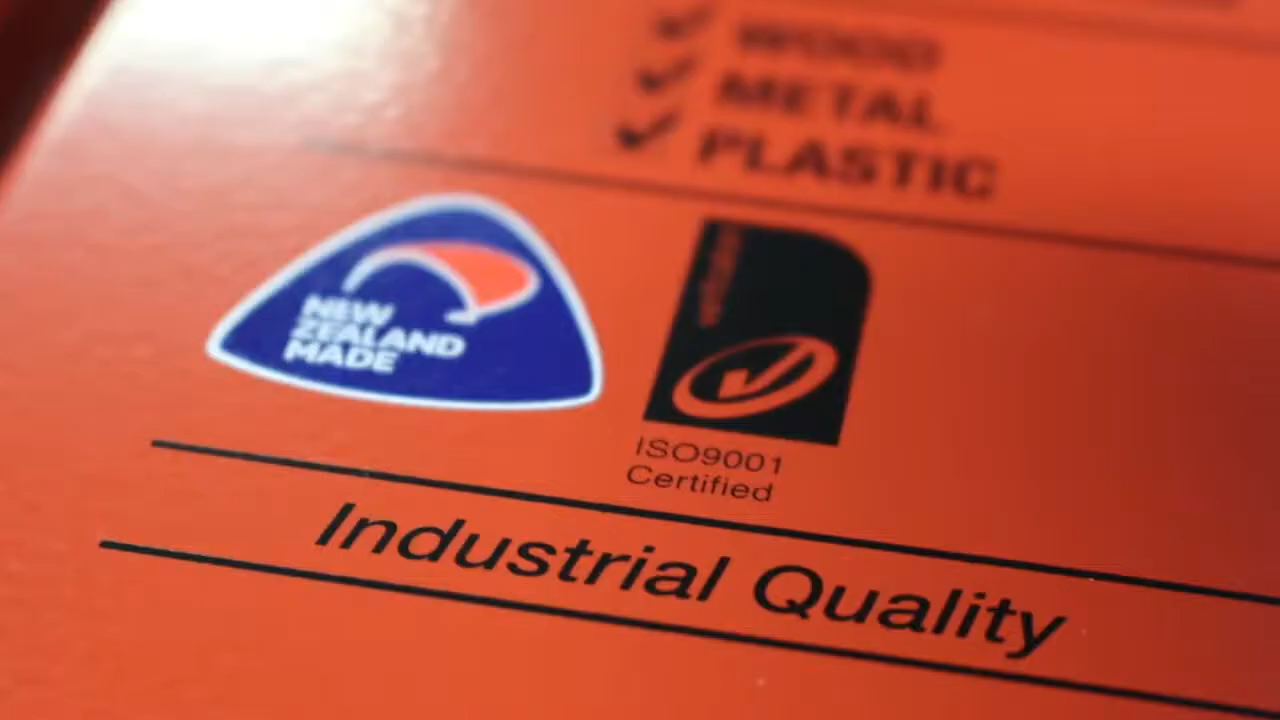 WOOD
METAL
PLASTIC
NEW
ZEALAND
MADE
ISO9001
Certified
Industrial Quality